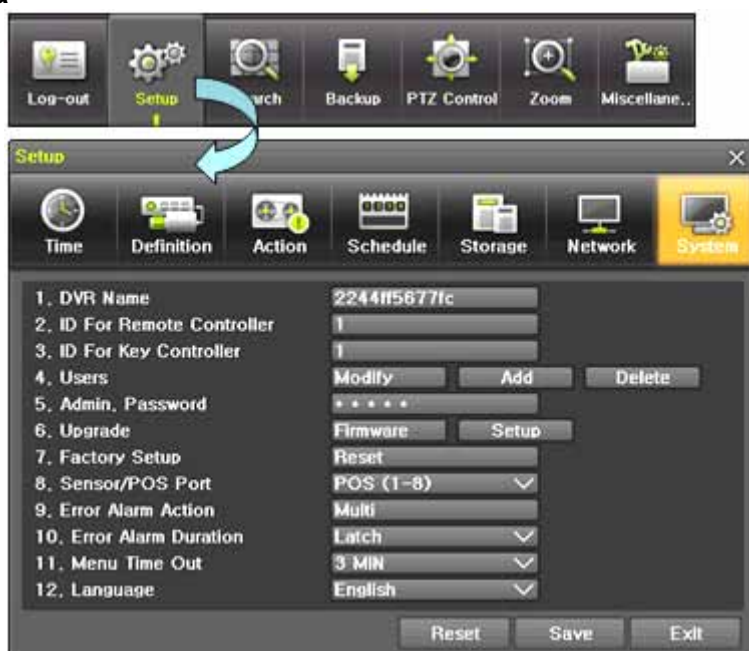 Log-out Setup Search Backup PTZ Control Zoom Miscellane..
Setup
Time Definition Action Schedule Storage Network System
1. DVR Name 2244ff5677fc
2. ID For Remote Controller 1
3. ID For Key Controller 1
4. Users Modify Add Delete
5. Admin. Password * * * * *
6. Upgrade Firmware Setup
7. Factory Setup Reset
8. Sensor/POS Port POS (1-8)
9. Error Alarm Action Multi
10. Error Alarm Duration Latch
11. Menu Time Out 3 MIN
12. Language English
Reset Save Exit